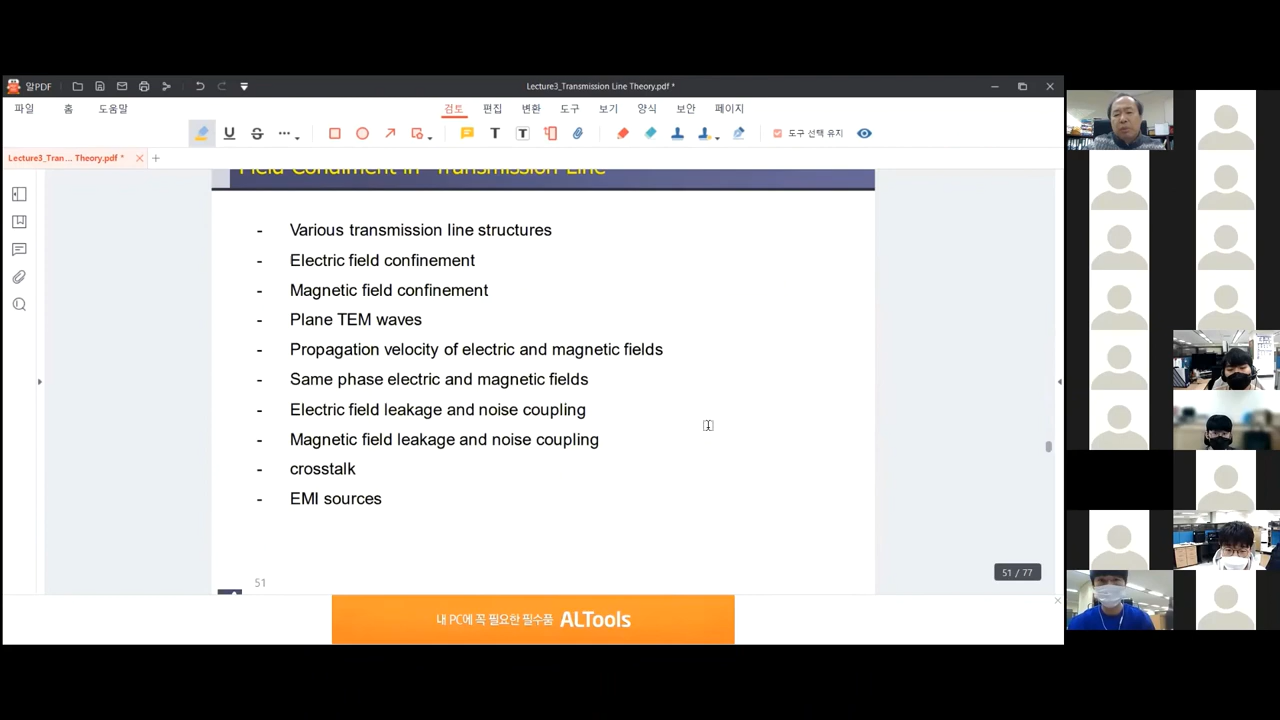 알PDF
Lecture3_Transmission Line Theory.pdf *
파일 홈 도움말 검토 편집 변환 도구 보기 양식 보안 페이지
도구 선택 유지
Lecture3_Tran... Theory.pdf *
Field Confilment in Transmission Line
- Various transmission line structures
- Electric field confinement
- Magnetic field confinement
- Plane TEM waves
- Propagation velocity of electric and magnetic fields
- Same phase electric and magnetic fields
- Electric field leakage and noise coupling
- Magnetic field leakage and noise coupling
- crosstalk
- EMI sources
51
51 / 77
내 PC에 꼭 필요한 필수품 ALTools